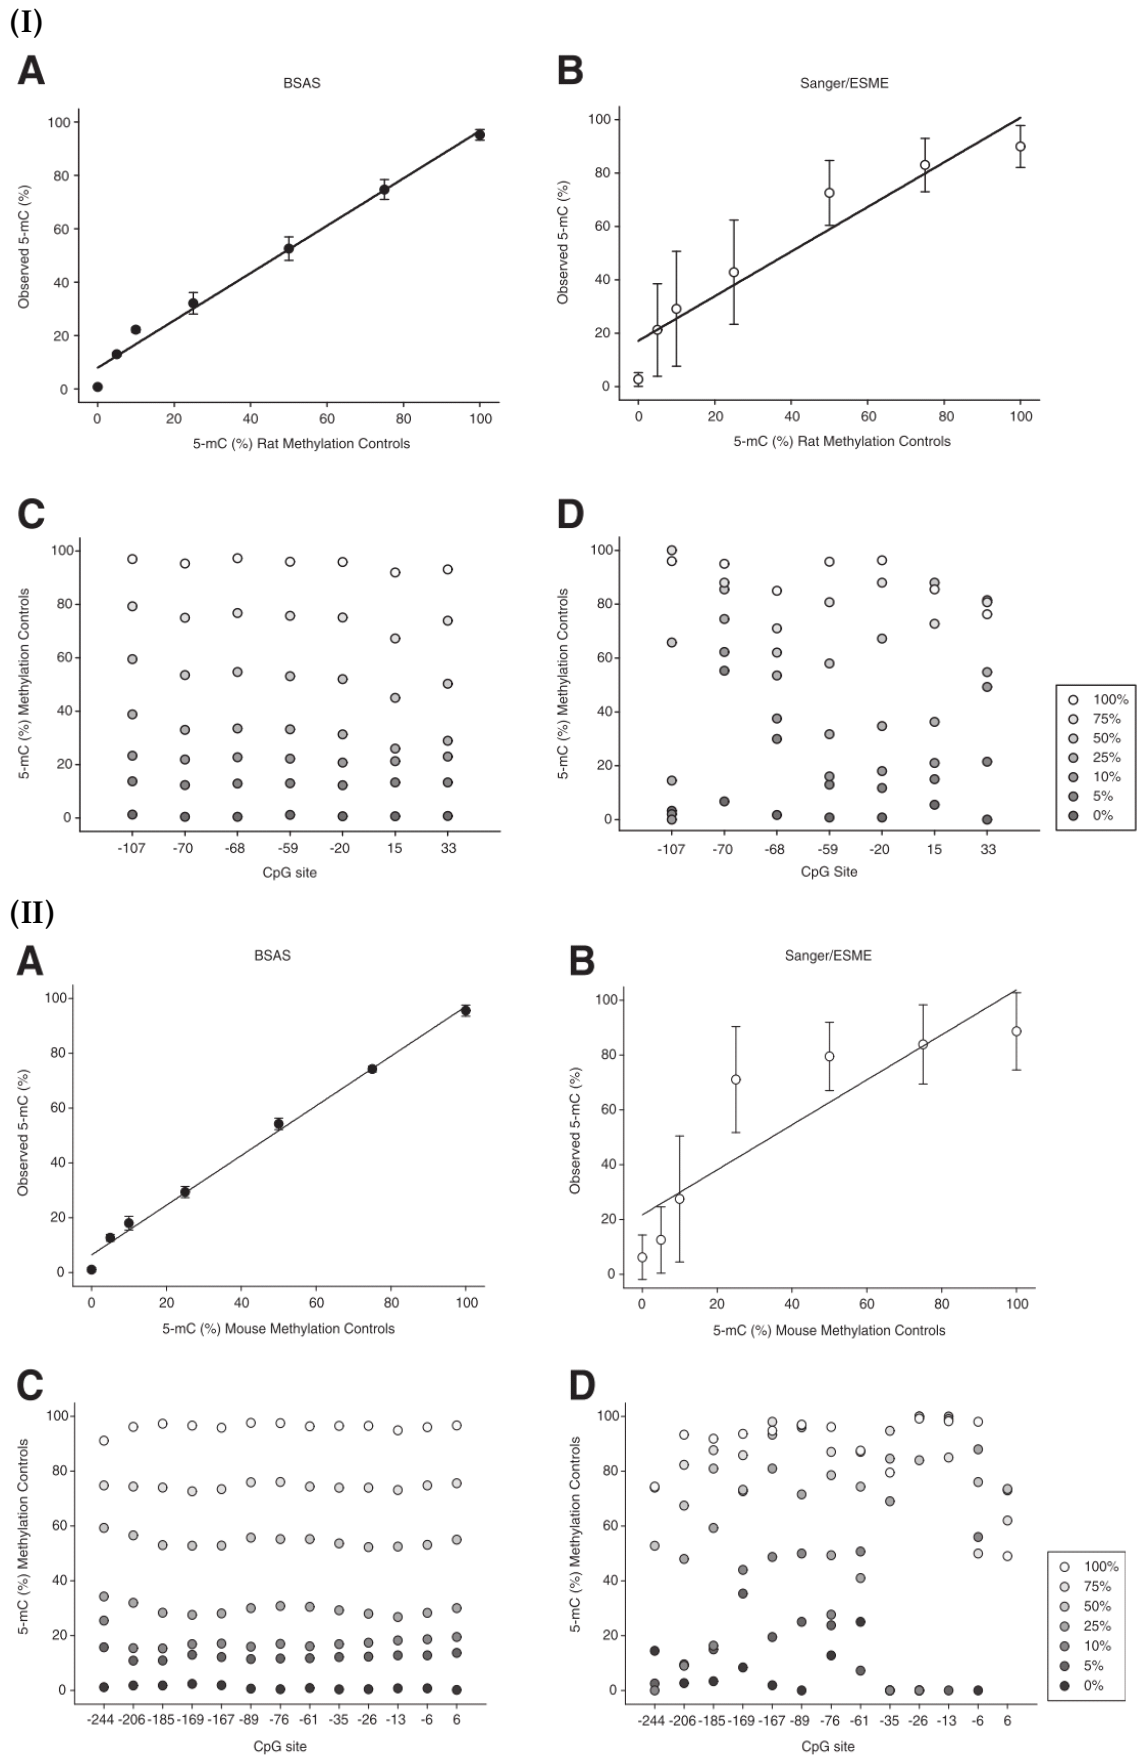 (I)
A
BSAS
Observed 5-mC (%)
100
80
60
40
20
0
0 20 40 60 80 100
5-mC (%) Rat Methylation Controls
B
Sanger/ESME
Observed 5-mC (%)
100
80
60
40
20
0
0 20 40 60 80 100
5-mC (%) Rat Methylation Controls
C
5-mC (%) Methylation Controls
100
80
60
40
20
0
-107 -70 -68 -59 -20 15 33
CpG site
D
5-mC (%) Methylation Controls
100
80
60
40
20
0
-107 -70 -68 -59 -20 15 33
CpG Site
100%
75%
50%
25%
10%
5%
0%
(II)
A
BSAS
Observed 5-mC (%)
100
80
60
40
20
0
0 20 40 60 80 100
5-mC (%) Mouse Methylation Controls
B
Sanger/ESME
Observed 5-mC (%)
100
80
60
40
20
0
0 20 40 60 80 100
5-mC (%) Mouse Methylation Controls
C
5-mC (%) Methylation Controls
100
80
60
40
20
0
-244 -206 -185 -169 -167 -89 -76 -61 -35 -26 -13 -6 6
CpG site
D
5-mC (%) Methylation Controls
100
80
60
40
20
0
-244 -206 -185 -169 -167 -89 -76 -61 -35 -26 -13 -6 6
CpG site
100%
75%
50%
25%
10%
5%
0%